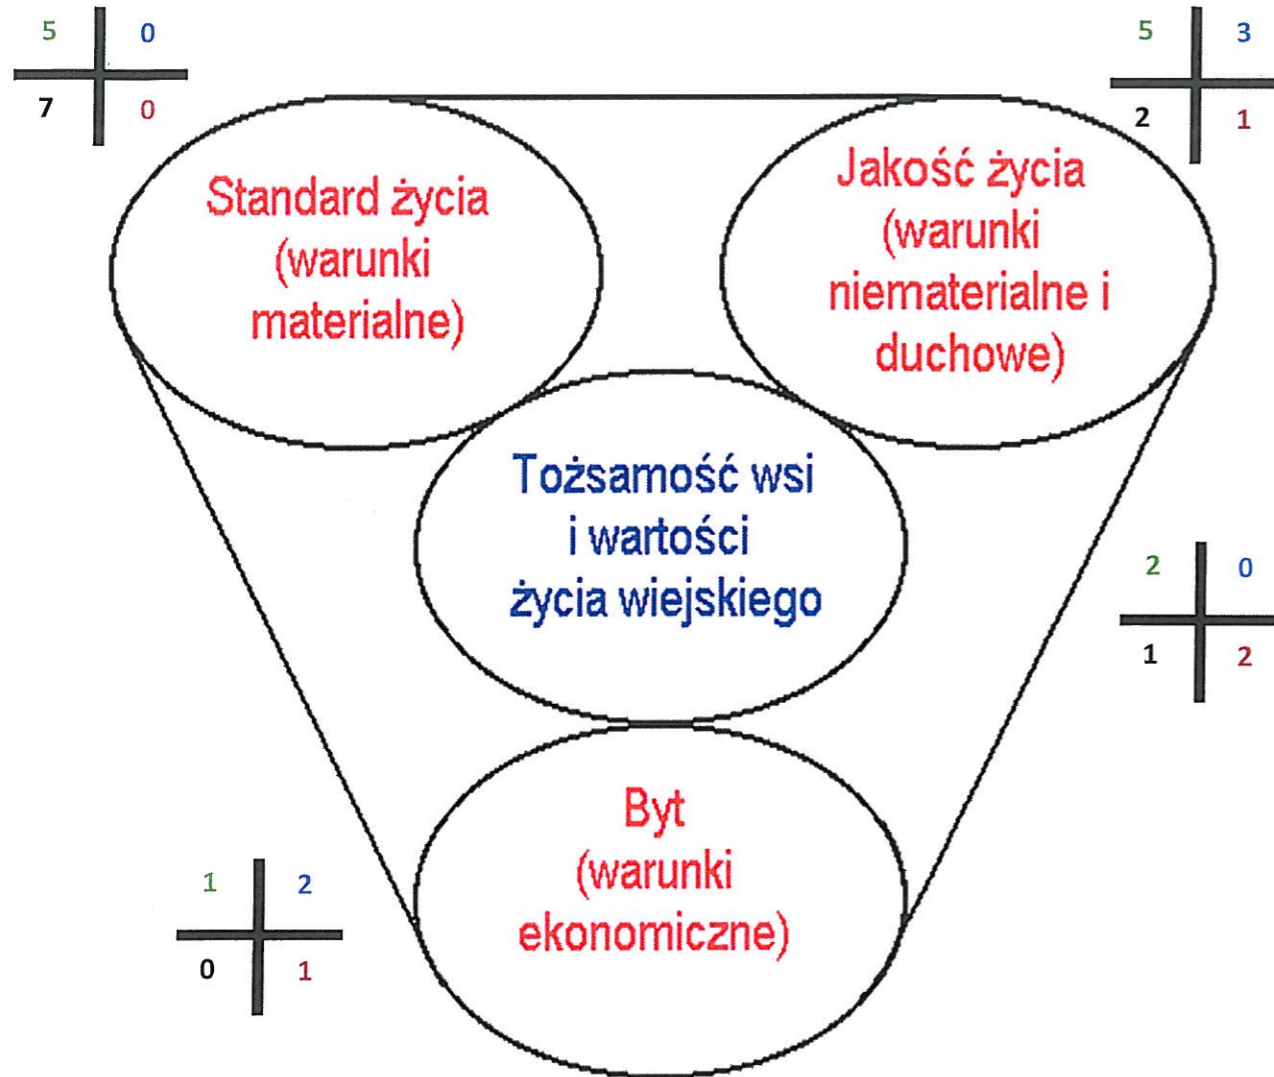 5 0
7 0
5 3
2 1
Standard życia
(warunki
materialne)
Jakość życia
(warunki
niematerialne i
duchowe)
Tożsamość wsi
i wartości
życia wiejskiego
2 0
1 2
Byt
(warunki
ekonomiczne)
1 2
0 1